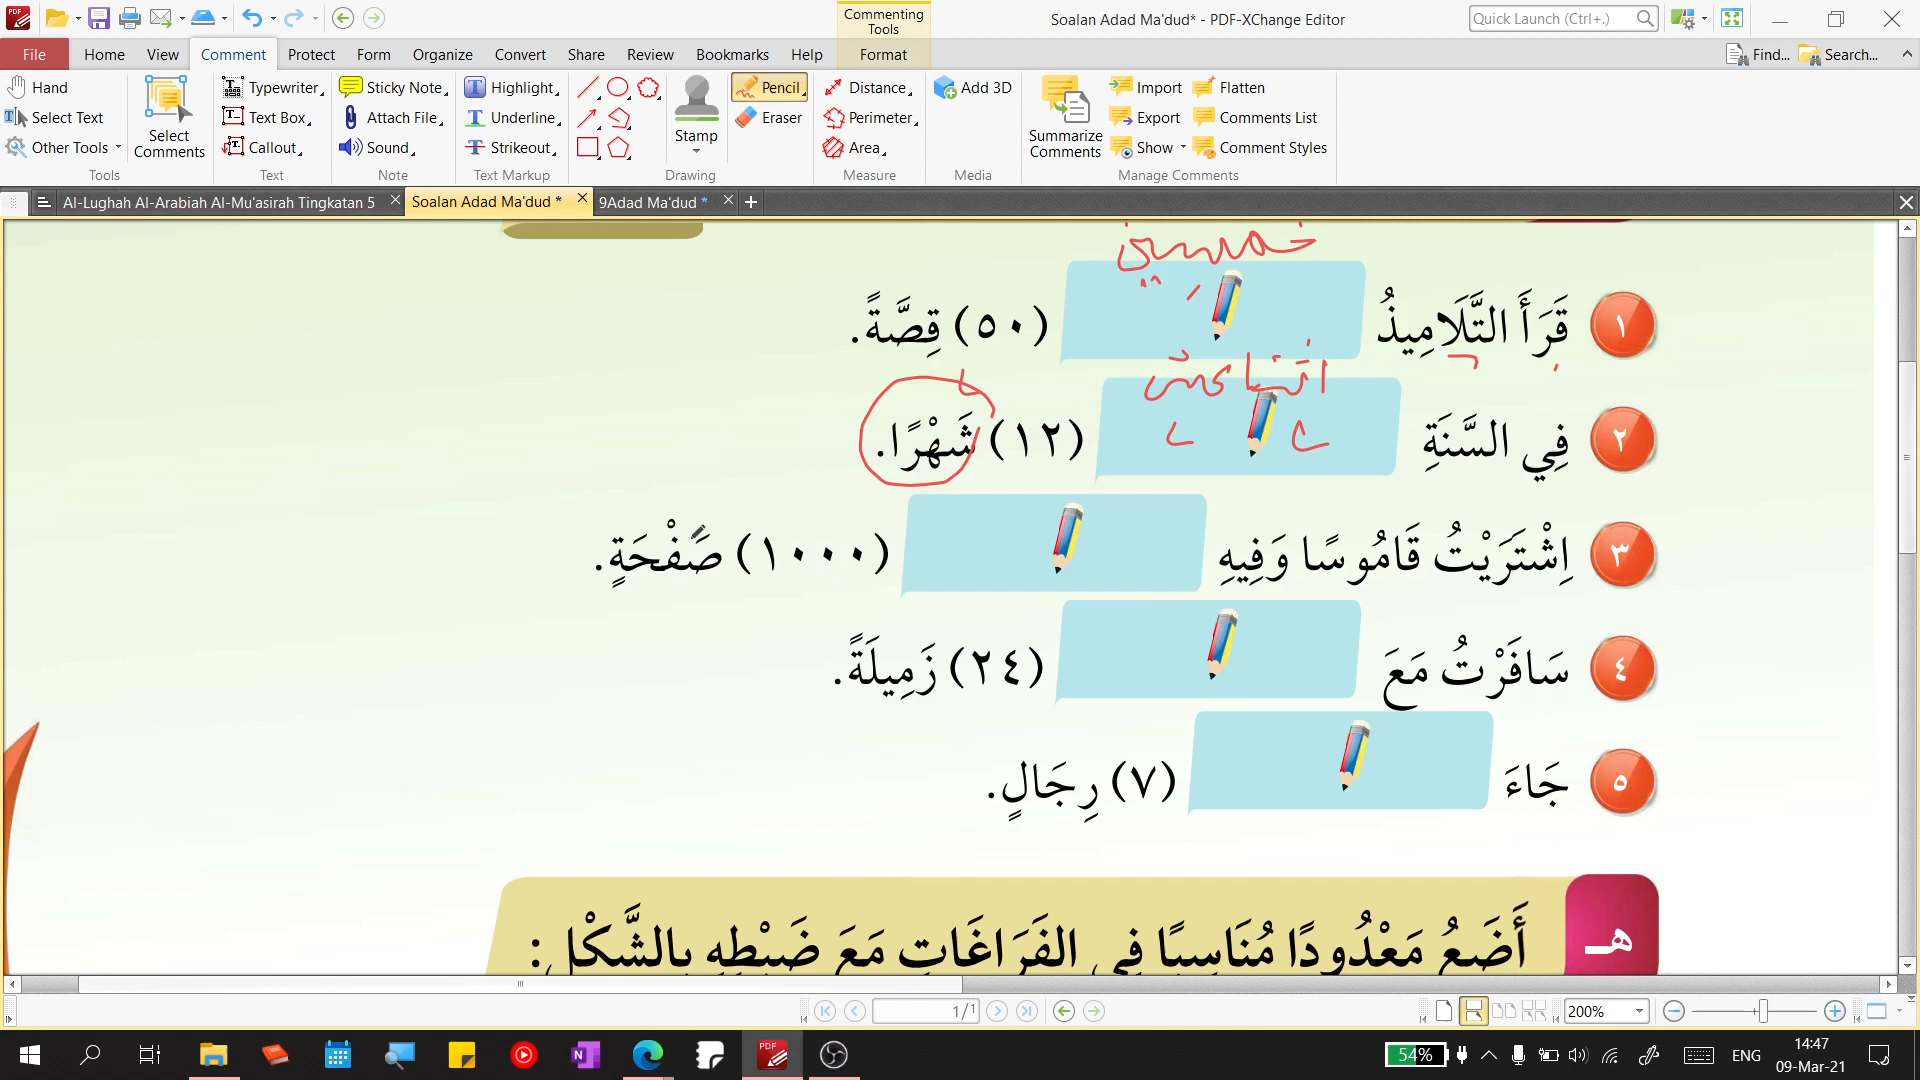 Commenting Tools
Soalan Adad Ma'dud* - PDF-XChange Editor
Quick Launch (Ctrl+.)
File Home View Comment Protect Form Organize Convert Share Review Bookmarks Help Format Find... Search...
Hand Typewriter Sticky Note Highlight Pencil Distance Add 3D Import Flatten
Select Text Text Box Attach File Underline Eraser Perimeter Export Comments List
Other Tools Select Comments Callout Sound Strikeout Stamp Area Summarize Comments Show Comment Styles
Tools Text Note Text Markup Drawing Measure Media Manage Comments
Al-Lughah Al-Arabiah Al-Mu'asirah Tingkatan 5 Soalan Adad Ma'dud * 9Adad Ma'dud *
خمسين
١ قَرَأَ التَّلَامِيذُ (٥٠) قِصَّةً.
اثنا عشر
٢ فِي السَّنَةِ (١٢) شَهْرًا.
٣ اِشْتَرَيْتُ قَامُوسًا وَفِيهِ (١٠٠٠) صَفْحَةٍ.
٤ سَافَرْتُ مَعَ (٢٤) زَمِيلَةً.
٥ جَاءَ (٧) رِجَالٍ.
هـ أَضَعُ مَعْدُودًا مُنَاسِبًا فِي الفَرَاغَاتِ مَعَ ضَبْطِهِ بِالشَّكْلِ:
1/1 200%
54% ENG 14:47
09-Mar-21